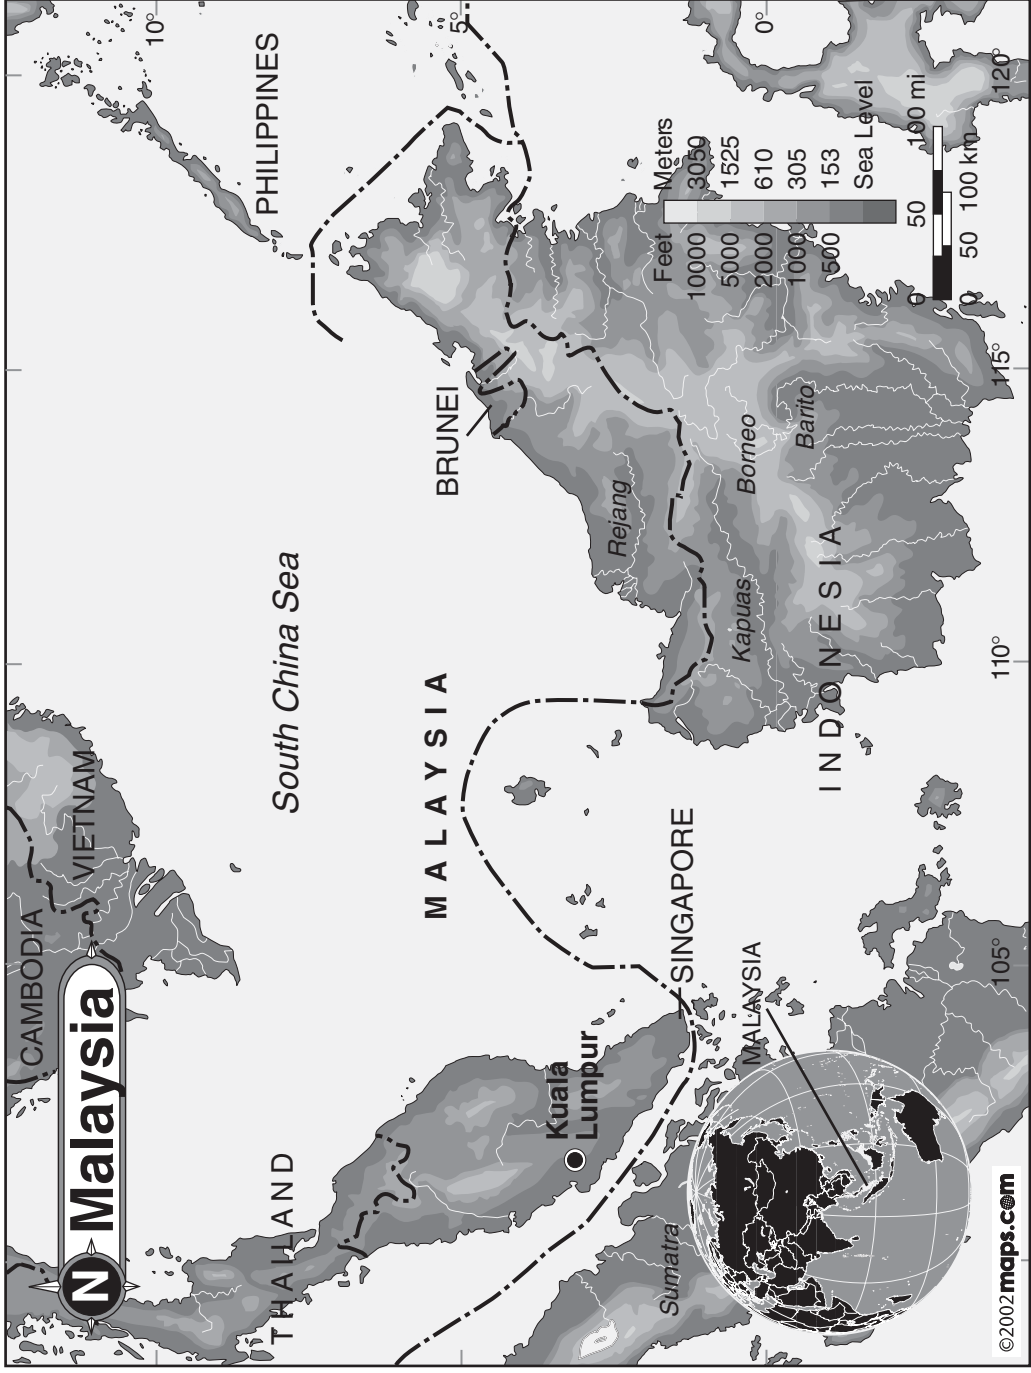 N Malaysia
CAMBODIA
VIETNAM
THAILAND
PHILIPPINES
South China Sea
MALAYSIA
BRUNEI
Kuala
Lumpur
SINGAPORE
Rejang
Kapuas
Borneo
Barito
INDONESIA
Sumatra
MALAYSIA
10°
5°
0°
105°
110°
115°
120°
Feet Meters
10000 3050
5000 1525
2000 610
1000 305
500 153
Sea Level
0 50 100 mi
0 50 100 km
©2002 maps.com